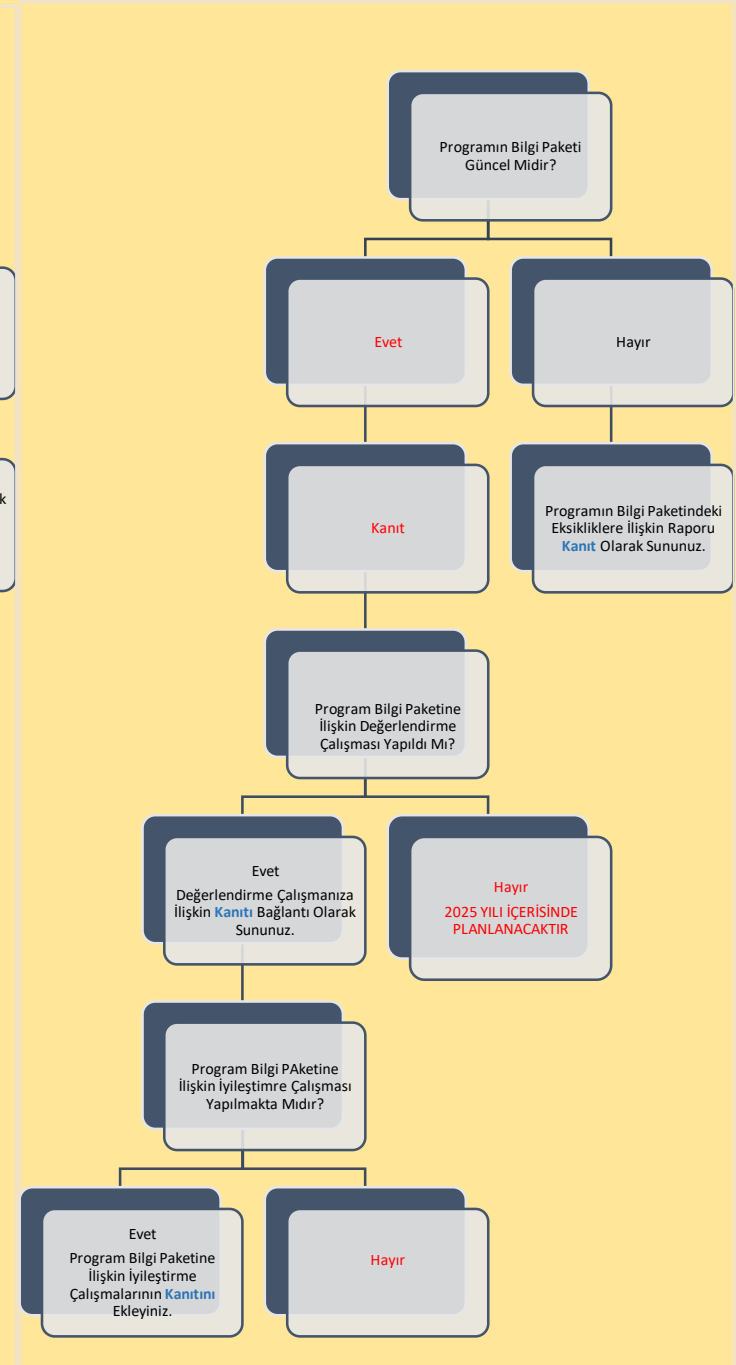 Programın Bilgi Paketi
Güncel Midir?
Evet
Hayır
Kanıt
Programın Bilgi Paketindeki
Eksikliklere İlişkin Raporu
Kanıt Olarak Sununuz.
k
Program Bilgi Paketine
İlişkin Değerlendirme
Çalışması Yapıldı Mı?
Evet
Değerlendirme Çalışmanıza
İlişkin Kanıtı Bağlantı Olarak
Sununuz.
Hayır
2025 YILI İÇERİSİNDE
PLANLANACAKTIR
Program Bilgi PAketine
İlişkin İyileştimre Çalışması
Yapılmakta Mıdır?
Evet
Program Bilgi Paketine
İlişkin İyileştirme
Çalışmalarının Kanıtını
Ekleyiniz.
Hayır